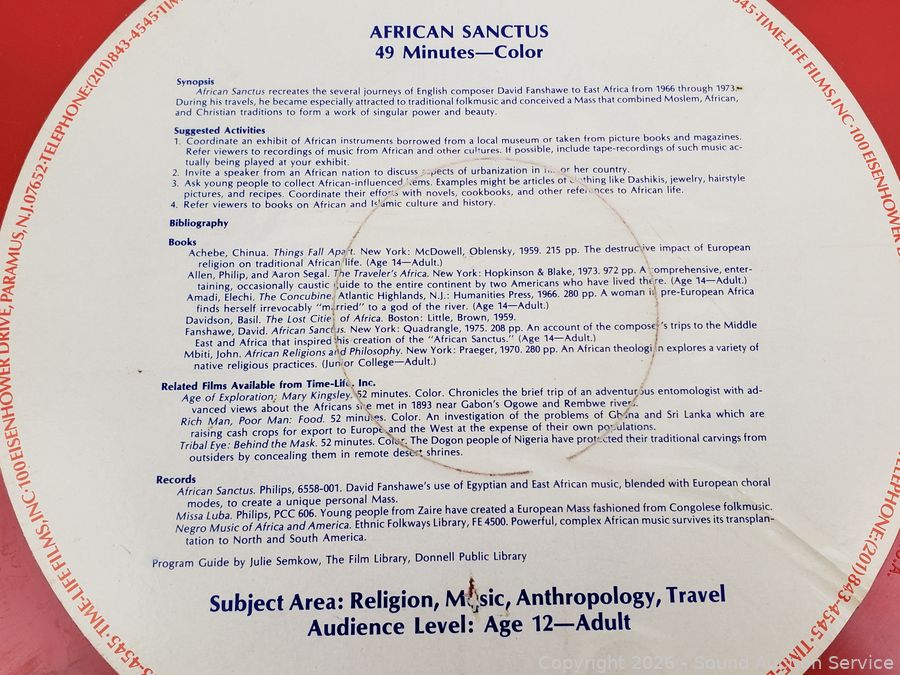 AFRICAN SANCTUS
49 Minutes—Color
Synopsis
African Sanctus recreates the several journeys of English composer David Fanshawe to East Africa from 1966 through 1973.
During his travels, he became especially attracted to traditional folkmusic and conceived a Mass that combined Moslem, African,
and Christian traditions to form a work of singular power and beauty.
Suggested Activities
1. Coordinate an exhibit of African instruments borrowed from a local museum or taken from picture books and magazines.
Refer viewers to recordings of music from African and other cultures. If possible, include tape-recordings of such music ac-
tually being played at your exhibit.
2. Invite a speaker from an African nation to discuss aspects of urbanization in his or her country.
3. Ask young people to collect African-influenced items. Examples might be articles of clothing like Dashikis, jewelry, hairstyle
pictures, and recipes. Coordinate their efforts with novels, cookbooks, and other references to African life.
4. Refer viewers to books on African and Islamic culture and history.
Bibliography
Books
Achebe, Chinua. Things Fall Apart. New York: McDowell, Oblensky, 1959. 215 pp. The destructive impact of European
religion on traditional African life. (Age 14—Adult.)
Allen, Philip, and Aaron Segal. The Traveler's Africa. New York: Hopkinson & Blake, 1973. 972 pp. A comprehensive, enter-
taining, occasionally caustic guide to the entire continent by two Americans who have lived there. (Age 14—Adult.)
Amadi, Elechi. The Concubine. Atlantic Highlands, N.J.: Humanities Press, 1966. 280 pp. A woman in pre-European Africa
finds herself irrevocably "married" to a god of the river. (Age 14—Adult.)
Davidson, Basil. The Lost Cities of Africa. Boston: Little, Brown, 1959.
Fanshawe, David. African Sanctus. New York: Quadrangle, 1975. 208 pp. An account of the composer's trips to the Middle
East and Africa that inspired his creation of the "African Sanctus." (Age 14—Adult.)
Mbiti, John. African Religions and Philosophy. New York: Praeger, 1970. 280 pp. An African theologian explores a variety of
native religious practices. (Junior College—Adult.)
Related Films Available from Time-Life, Inc.
Age of Exploration; Mary Kingsley. 52 minutes. Color. Chronicles the brief trip of an adventurous entomologist with ad-
vanced views about the Africans she met in 1893 near Gabon's Ogowe and Rembwe rivers.
Rich Man, Poor Man: Food. 52 minutes. Color. An investigation of the problems of Ghana and Sri Lanka which are
raising cash crops for export to Europe and the West at the expense of their own populations.
Tribal Eye: Behind the Mask. 52 minutes. Color. The Dogon people of Nigeria have protected their traditional carvings from
outsiders by concealing them in remote desert shrines.
Records
African Sanctus. Philips, 6558-001. David Fanshawe's use of Egyptian and East African music, blended with European choral
modes, to create a unique personal Mass.
Missa Luba. Philips, PCC 606. Young people from Zaire have created a European Mass fashioned from Congolese folkmusic.
Negro Music of Africa and America. Ethnic Folkways Library, FE 4500. Powerful, complex African music survives its transplan-
tation to North and South America.
Program Guide by Julie Semkow, The Film Library, Donnell Public Library
Subject Area: Religion, Music, Anthropology, Travel
Audience Level: Age 12—Adult
TIME-LIFE FILMS, INC·100 EISENHOWER DRIVE, PARAMUS, N.J. 07652·TELEPHONE:(201)843-4545·TIN
345·TIME-LIFE FILMS, INC·100 EISENHOWER D
TELEPHONE:(201)843-4545·TIME-
3-4545·
Copyright 2026 - Sound Auction Service